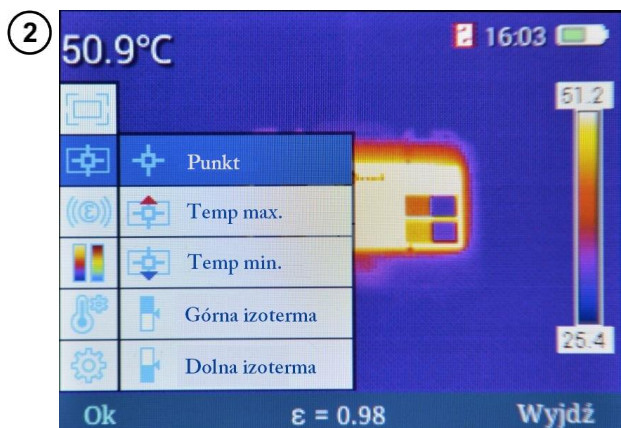 2
50.9°C
16:03
51.2
Punkt
Temp max.
((ε))
Temp min.
Górna izoterma
25.4
Dolna izoterma
Ok
ε = 0.98
Wyjdź